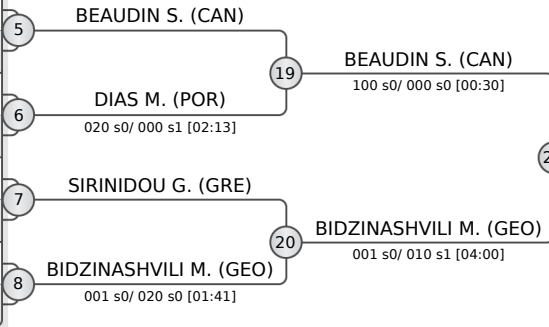 BEAUDIN S. (CAN)
5
19
BEAUDIN S. (CAN)
100 s0/ 000 s0 [00:30]
DIAS M. (POR)
6
020 s0/ 000 s1 [02:13]
2
SIRINIDOU G. (GRE)
7
20
BIDZINASHVILI M. (GEO)
001 s0/ 010 s1 [04:00]
BIDZINASHVILI M. (GEO)
8
001 s0/ 020 s0 [01:41]